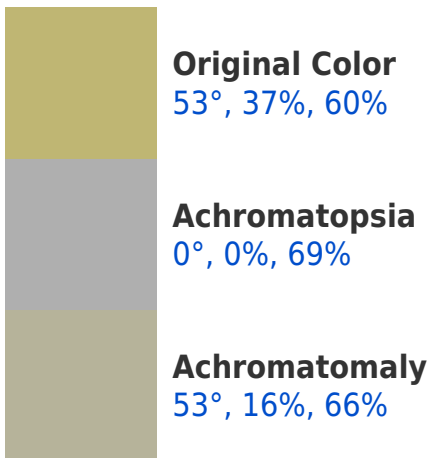 Original Color
53°, 37%, 60%
Achromatopsia
0°, 0%, 69%
Achromatomaly
53°, 16%, 66%